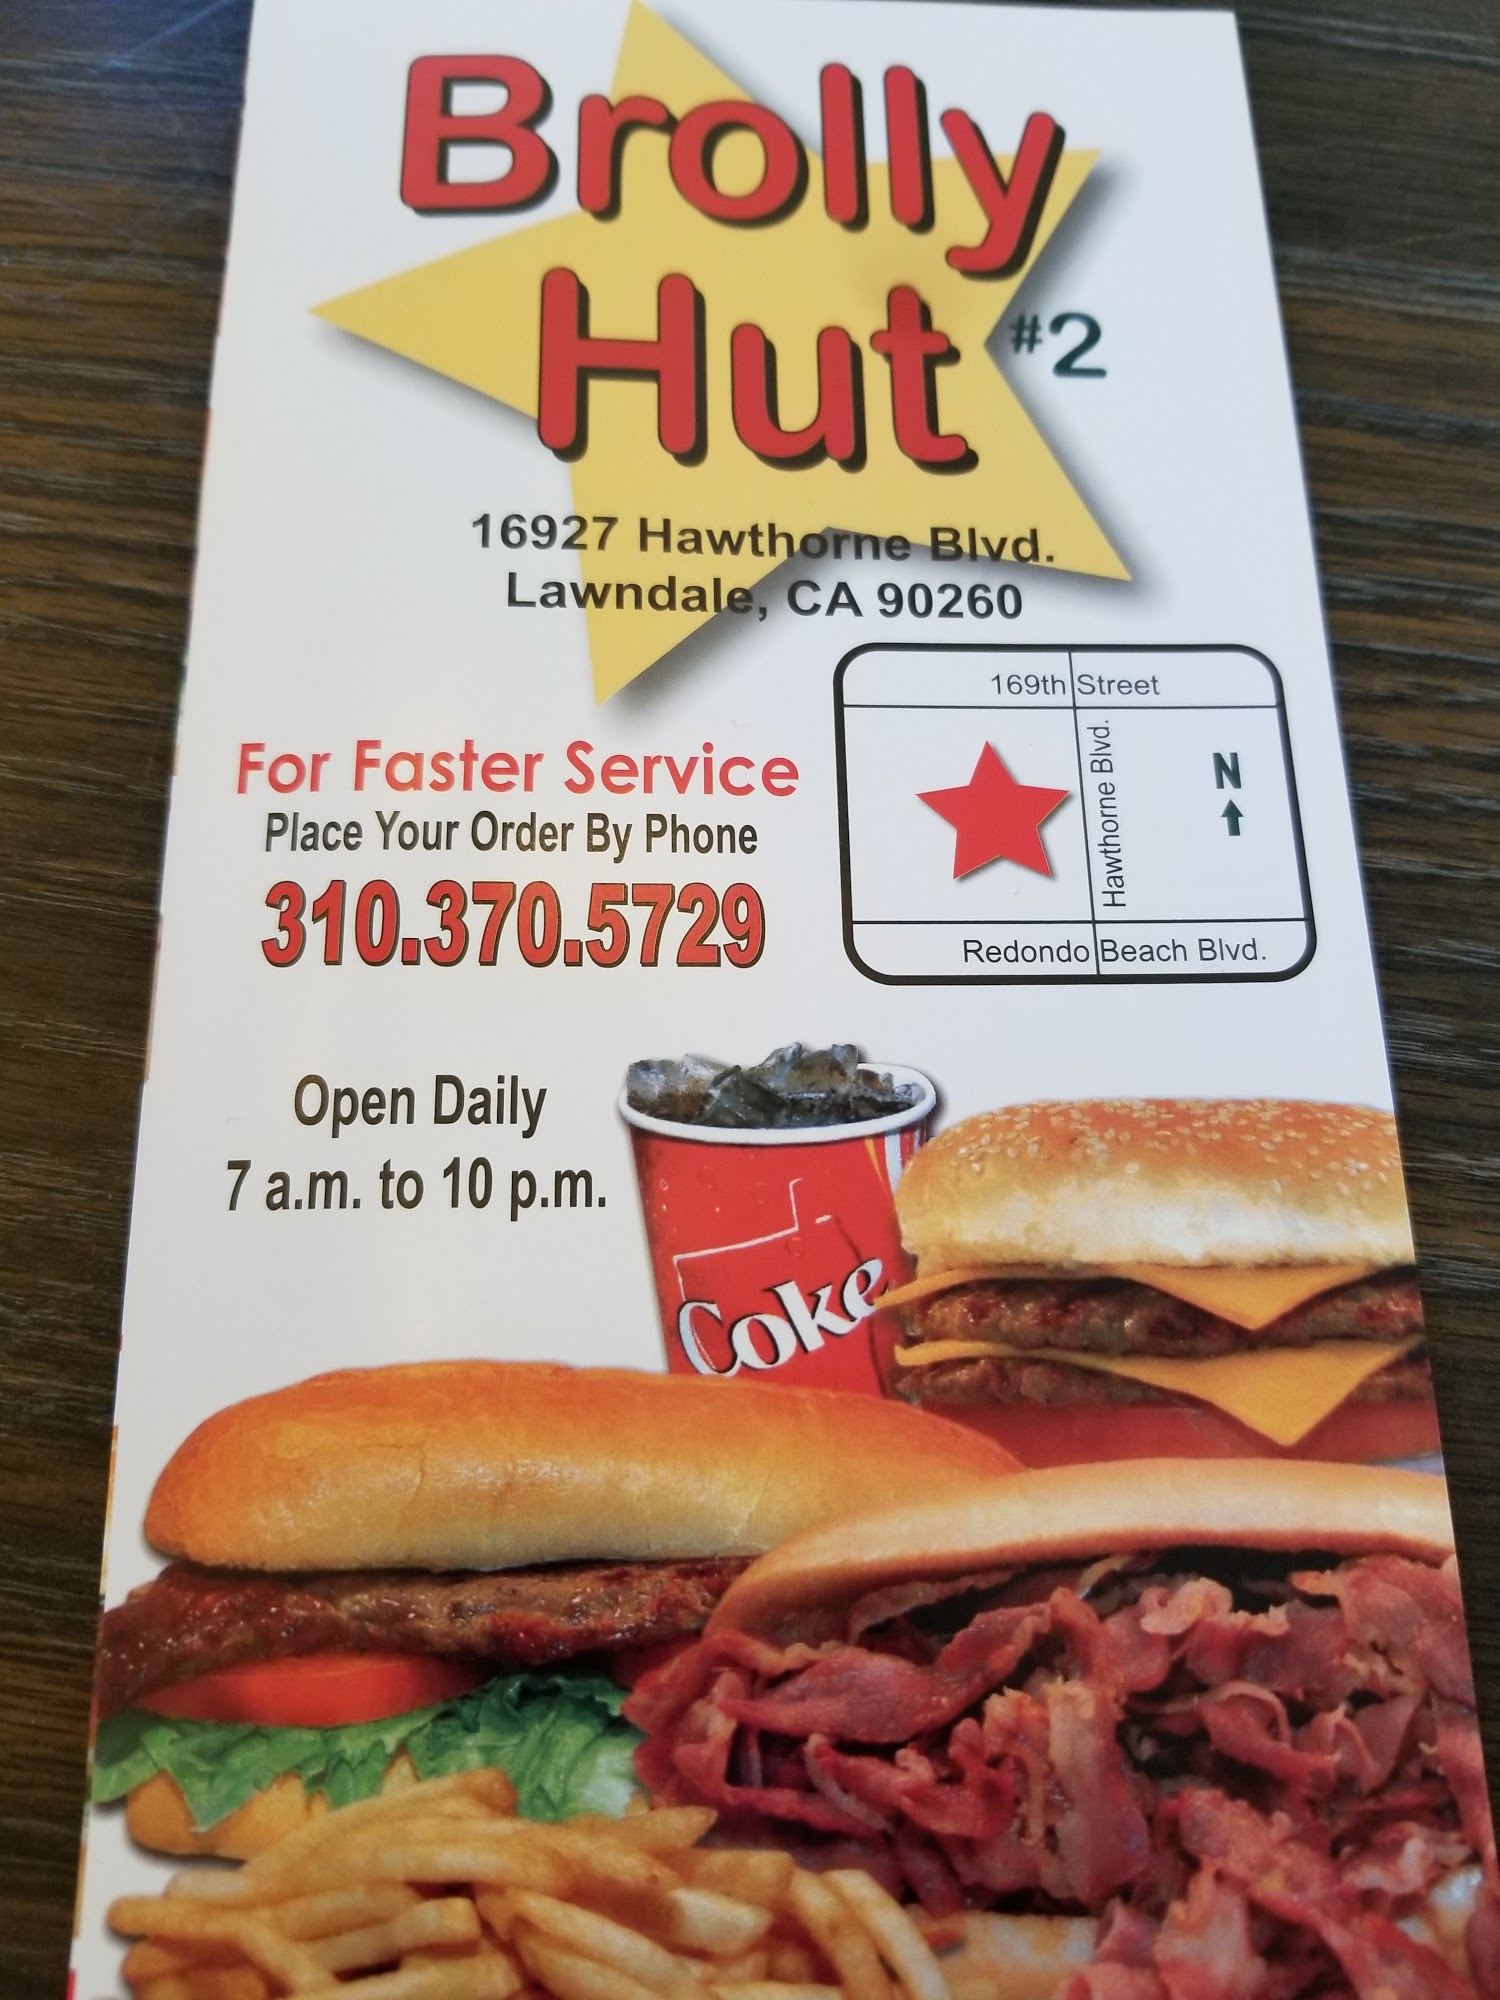 Brolly
Hut
#2
16927 Hawthorne Blvd.
Lawndale, CA 90260
169th Street
Hawthorne Blvd.
N
Redondo Beach Blvd.
For Faster Service
Place Your Order By Phone
310.370.5729
Open Daily
7 a.m. to 10 p.m.
Coke